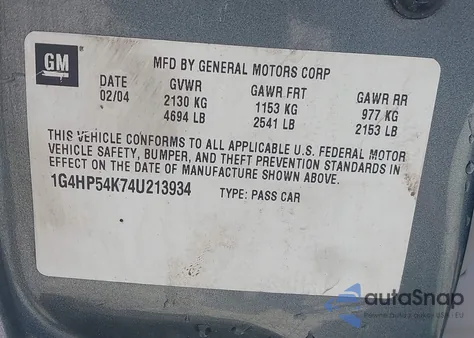 GM
MFD BY GENERAL MOTORS CORP
DATE GVWR GAWR FRT GAWR RR
02/04 2130 KG 1153 KG 977 KG
4694 LB 2541 LB 2153 LB
THIS VEHICLE CONFORMS TO ALL APPLICABLE U.S. FEDERAL MOTOR
VEHICLE SAFETY, BUMPER, AND THEFT PREVENTION STANDARDS IN
EFFECT ON THE DATE OF MANUFACTURE SHOWN ABOVE.
1G4HP54K74U213934 TYPE: PASS CAR
autoSnap